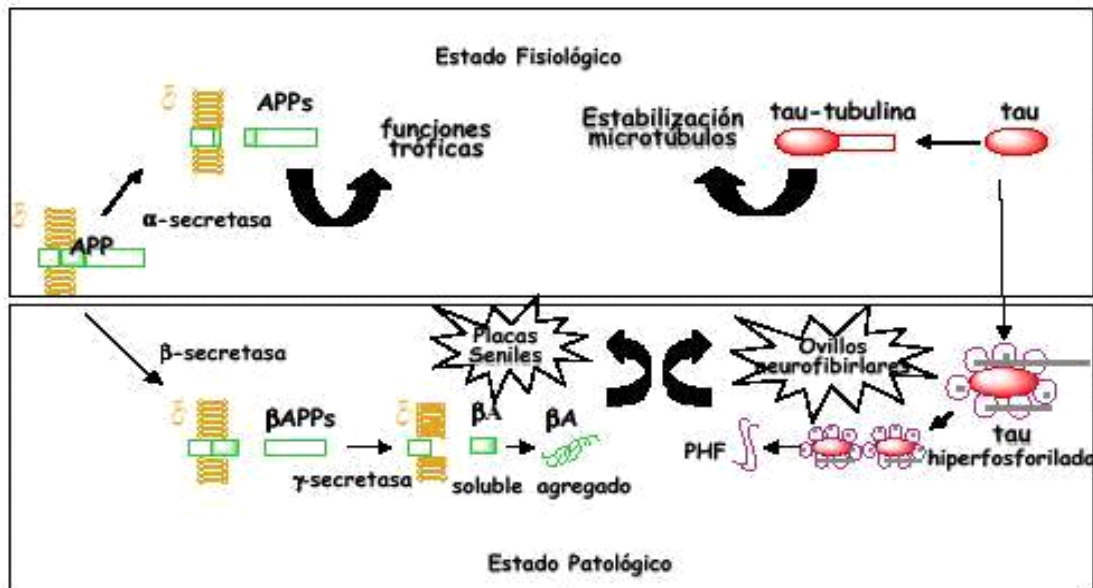 Estado Fisiológico
APPs
funciones
tróficas
Estabilización
microtúbulos
tau-tubulina
tau
α-secretasa
APP
β-secretasa
Placas
Seniles
Ovillos
neurofibirlares
βAPPs
γ-secretasa
βA
soluble
βA
agregado
PHF
tau
hiperfosforilada
Estado Patológico